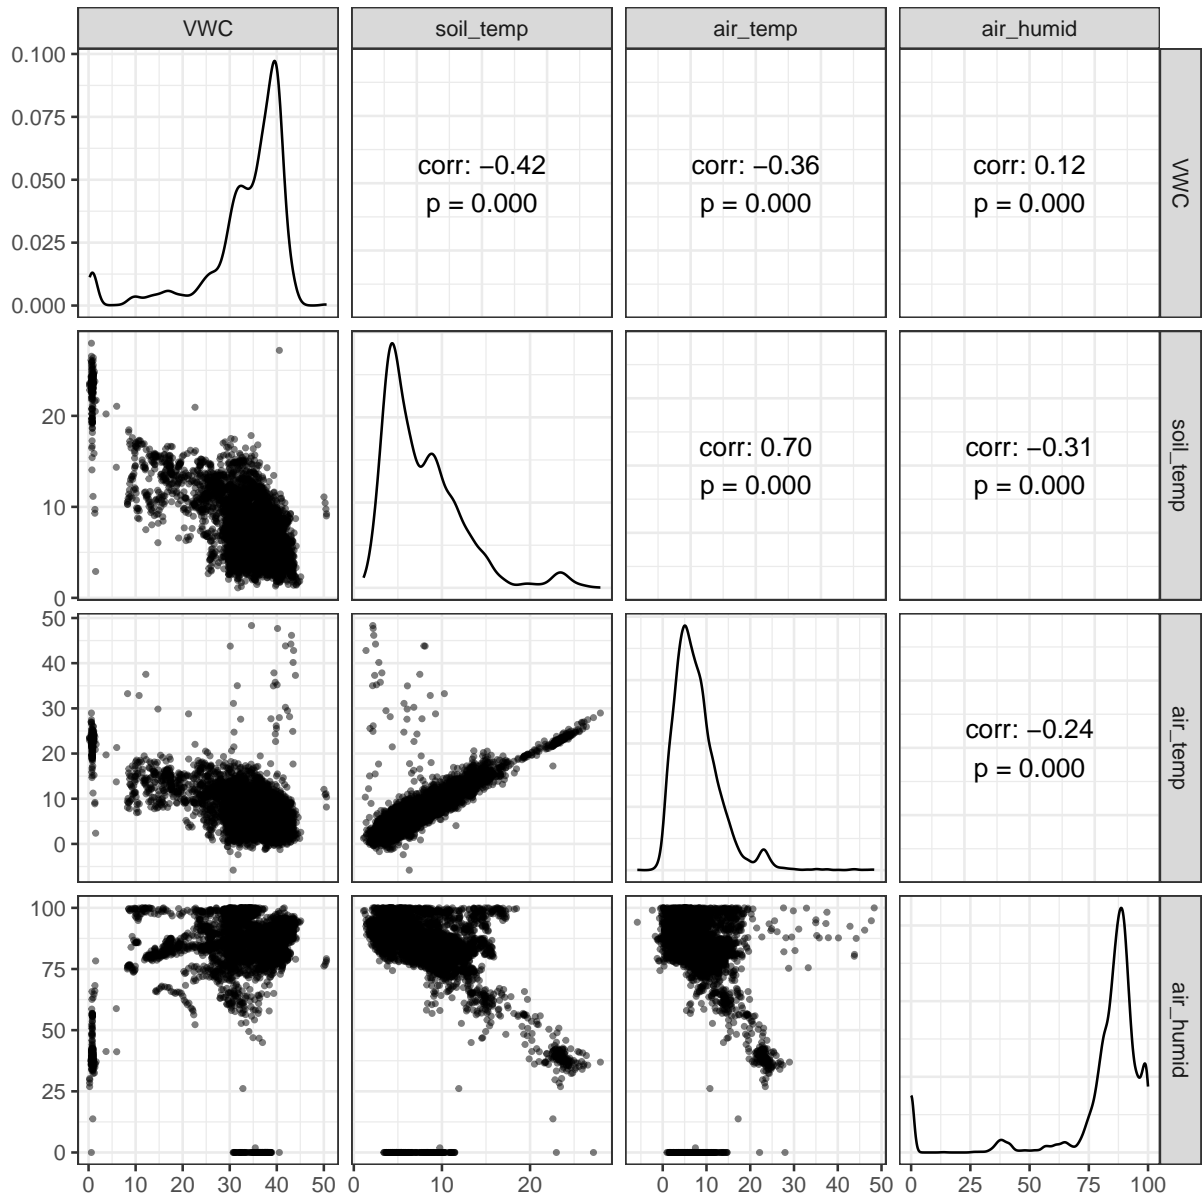 VWC
soil_temp
air_temp
air_humid
0.100
0.075
0.050
0.025
0.000
corr: −0.42
p = 0.000
corr: −0.36
p = 0.000
corr: 0.12
p = 0.000
VWC
20
10
0
corr: 0.70
p = 0.000
corr: −0.31
p = 0.000
soil_temp
50
40
30
20
10
0
corr: −0.24
p = 0.000
air_temp
100
75
50
25
0
air_humid
0 10 20 30 40 50
0 10 20
0 10 20 30 40 50
0 25 50 75 100